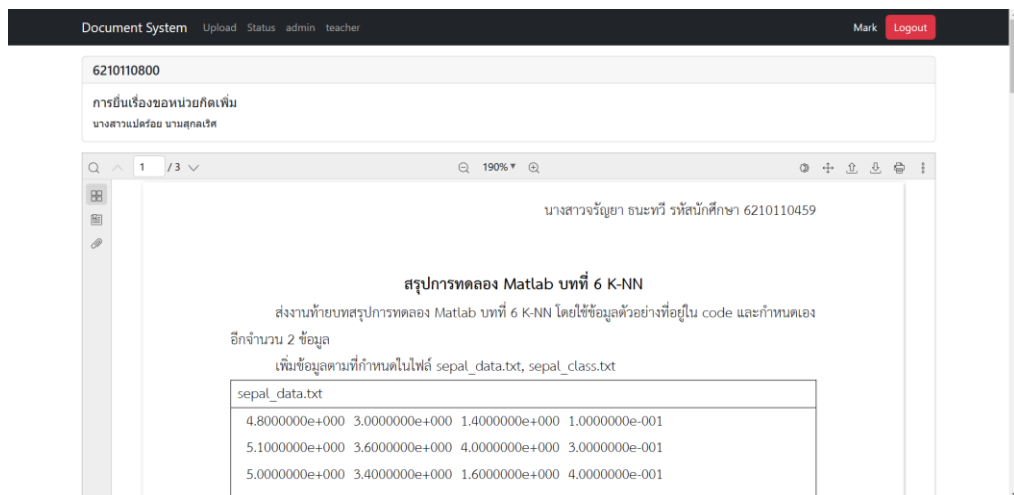 Document System Upload Status admin teacher Mark Logout
6210110800
การยื่นเรื่องขอหน่วยกิตเพิ่ม
นางสาวแปดร้อย นามสุกลเริศ
1 / 3 190%
นางสาวจรัญยา ธนะทวี รหัสนักศึกษา 6210110459
สรุปการทดลอง Matlab บทที่ 6 K-NN
ส่งงานท้ายบทสรุปการทดลอง Matlab บทที่ 6 K-NN โดยใช้ข้อมูลตัวอย่างที่อยู่ใน code และกำหนดเอง
อีกจำนวน 2 ข้อมูล
เพิ่มข้อมูลตามที่กำหนดในไฟล์ sepal_data.txt, sepal_class.txt
sepal_data.txt
4.8000000e+000 3.0000000e+000 1.4000000e+000 1.0000000e-001
5.1000000e+000 3.6000000e+000 4.0000000e+000 3.0000000e-001
5.0000000e+000 3.4000000e+000 1.6000000e+000 4.0000000e-001